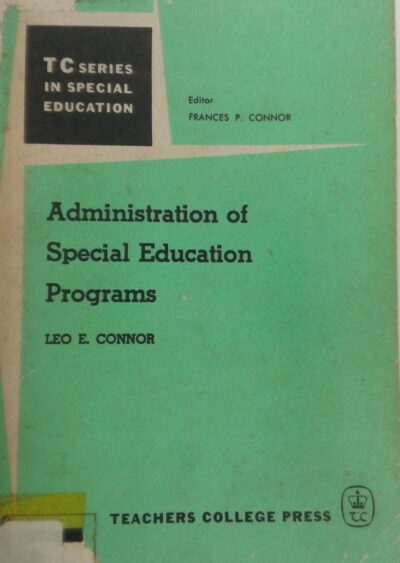 TC SERIES
IN SPECIAL
EDUCATION
Editor
FRANCES P. CONNOR
Administration of
Special Education
Programs
LEO E. CONNOR
TEACHERS COLLEGE PRESS
TC